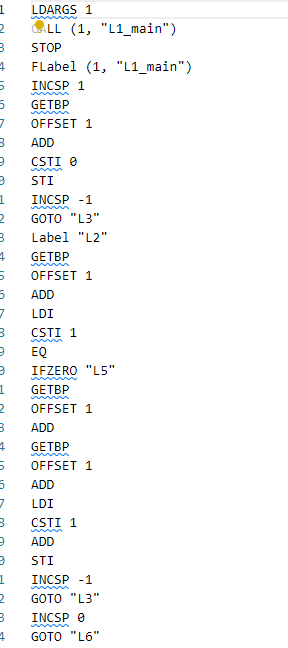 1 LDARGS 1
2 CALL (1, "L1_main")
3 STOP
4 FLabel (1, "L1_main")
5 INCSP 1
6 GETBP
7 OFFSET 1
8 ADD
9 CSTI 0
0 STI
1 INCSP -1
2 GOTO "L3"
3 Label "L2"
4 GETBP
5 OFFSET 1
6 ADD
7 LDI
8 CSTI 1
9 EQ
0 IFZERO "L5"
1 GETBP
2 OFFSET 1
3 ADD
4 GETBP
5 OFFSET 1
6 ADD
7 LDI
8 CSTI 1
9 ADD
0 STI
1 INCSP -1
2 GOTO "L3"
3 INCSP 0
4 GOTO "L6"